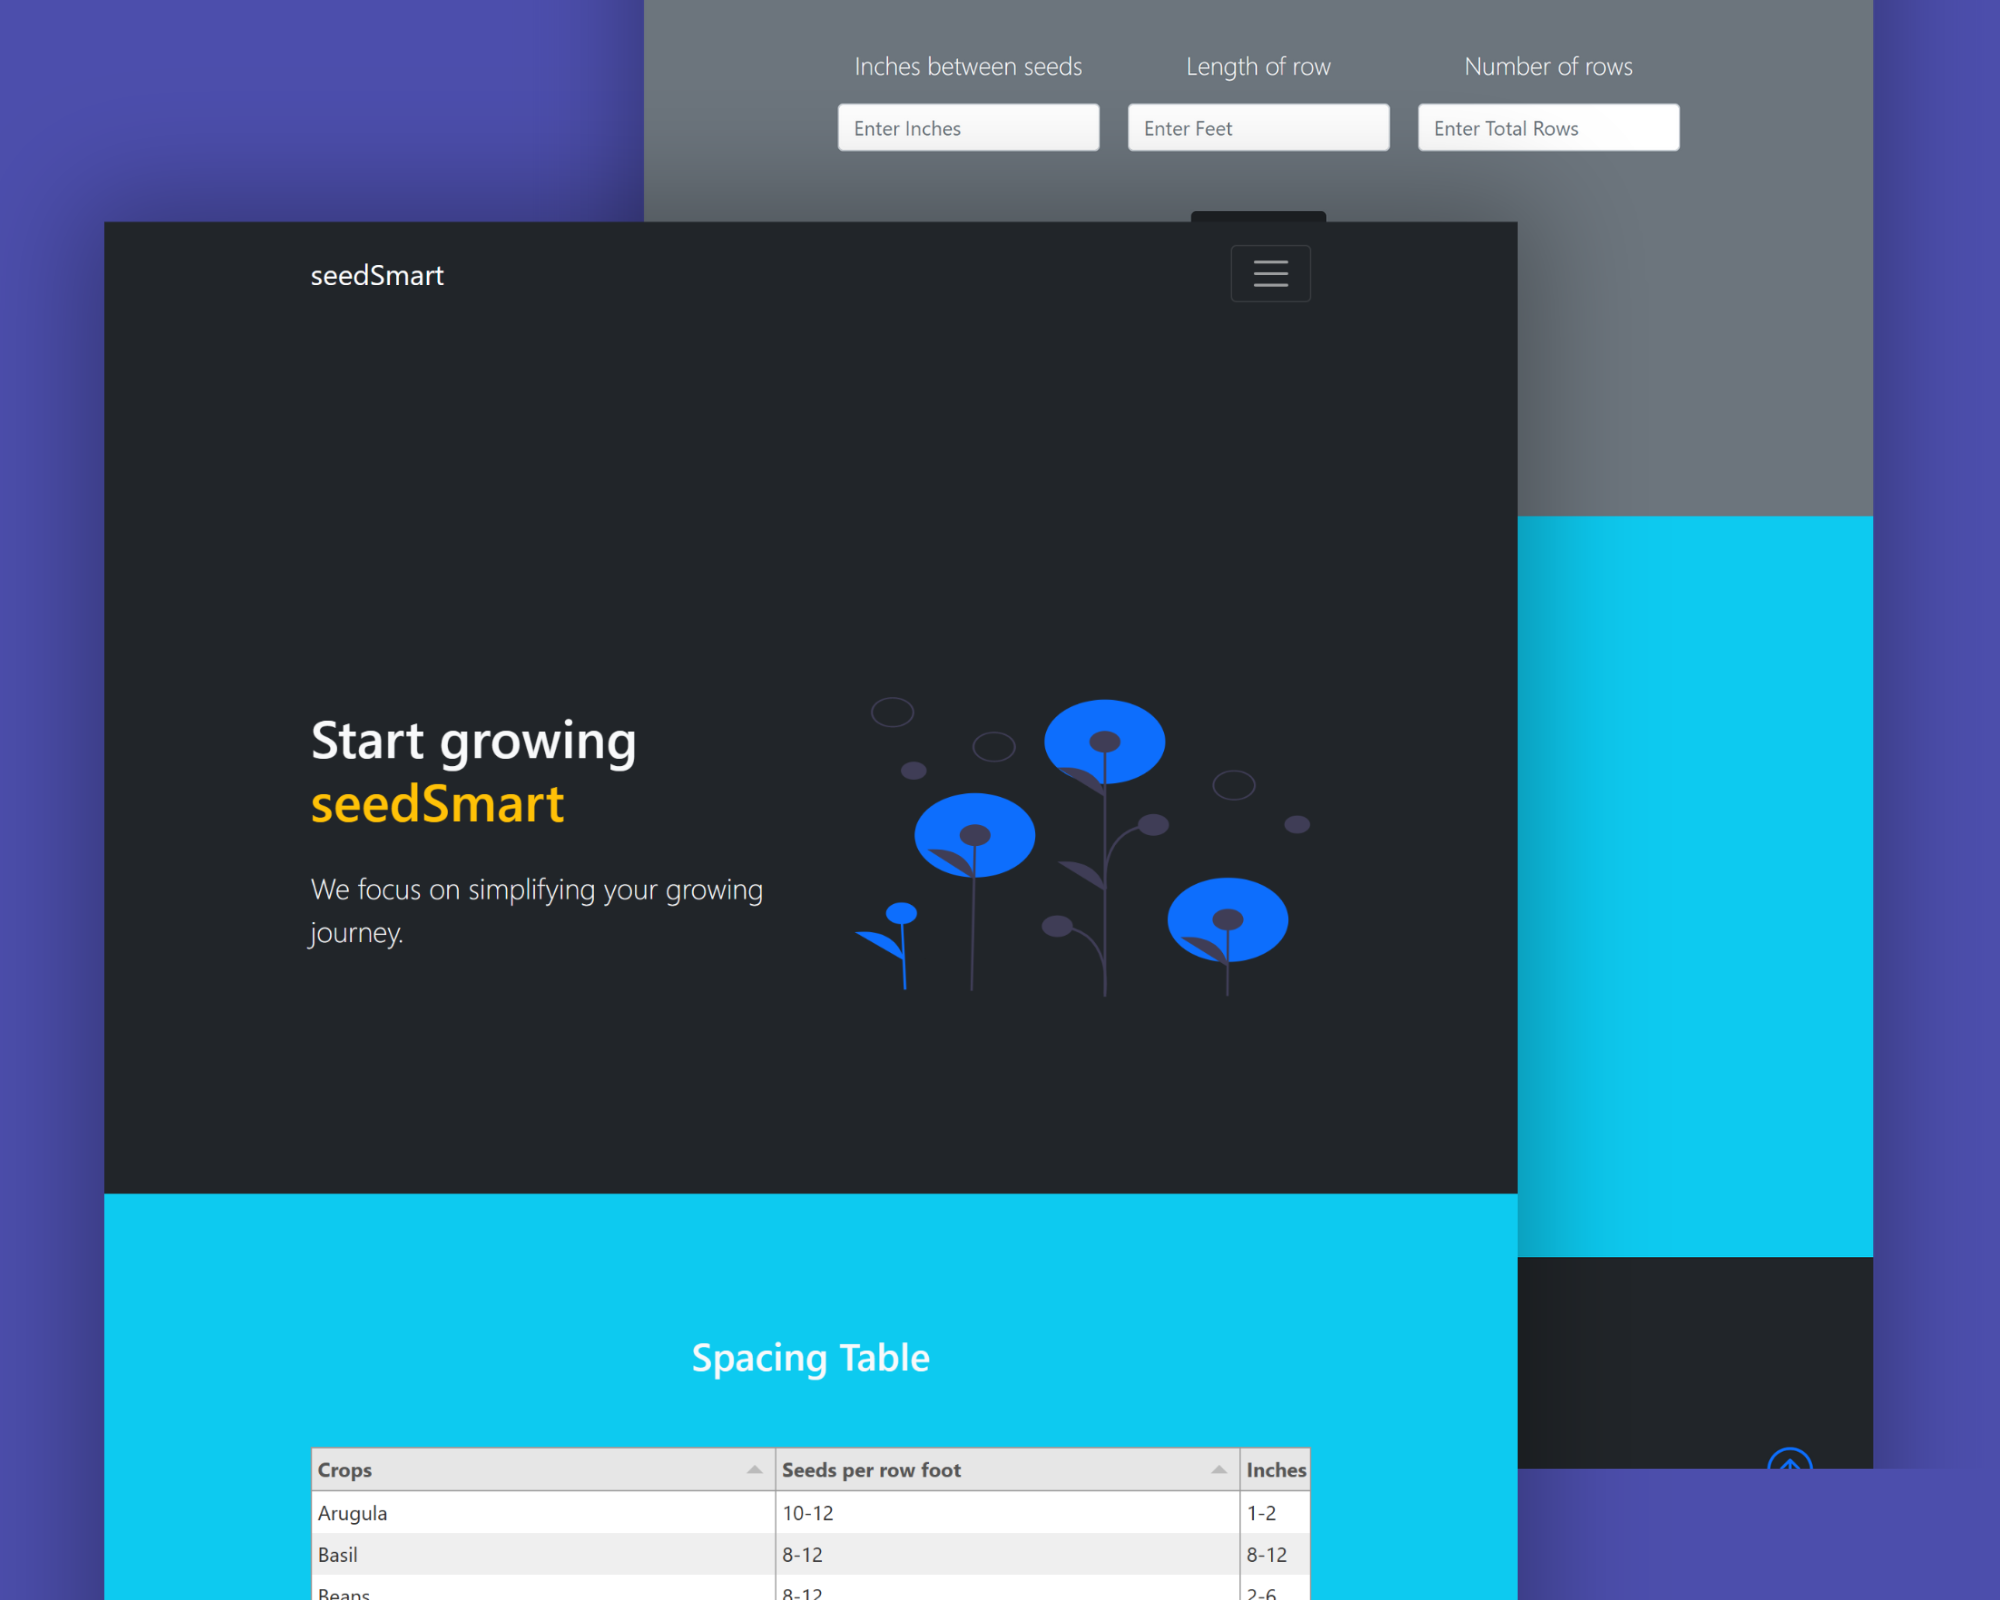 Inches between seeds Length of row Number of rows
Enter Inches Enter Feet Enter Total Rows
seedSmart
Start growing
seedSmart
We focus on simplifying your growing
journey.
Spacing Table
Crops Seeds per row foot Inches
Arugula 10-12 1-2
Basil 8-12 8-12
Beans 8-12 2-6